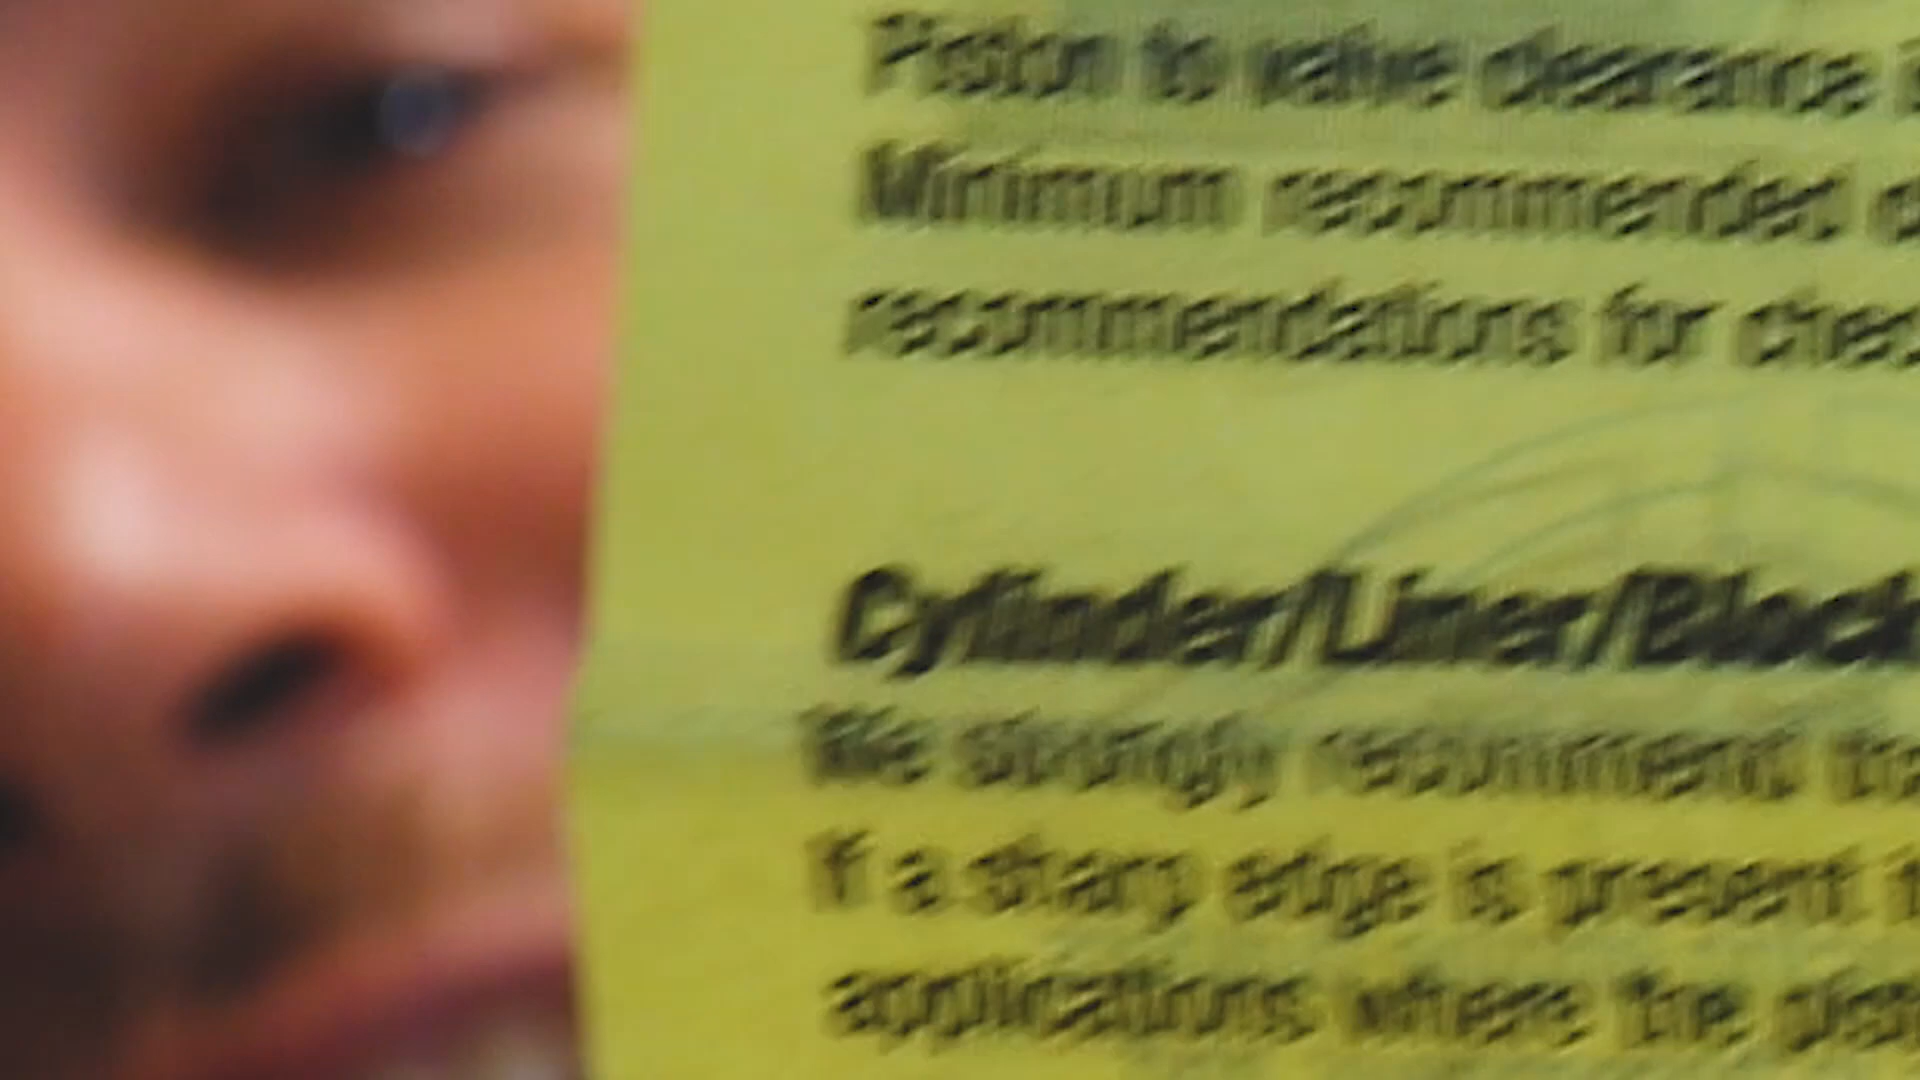 Piston to valve clearance
Minimum recommended
recommendations for
Cylinder/Liner/Block
We strongly recommend
If a sharp edge is present
applications where the